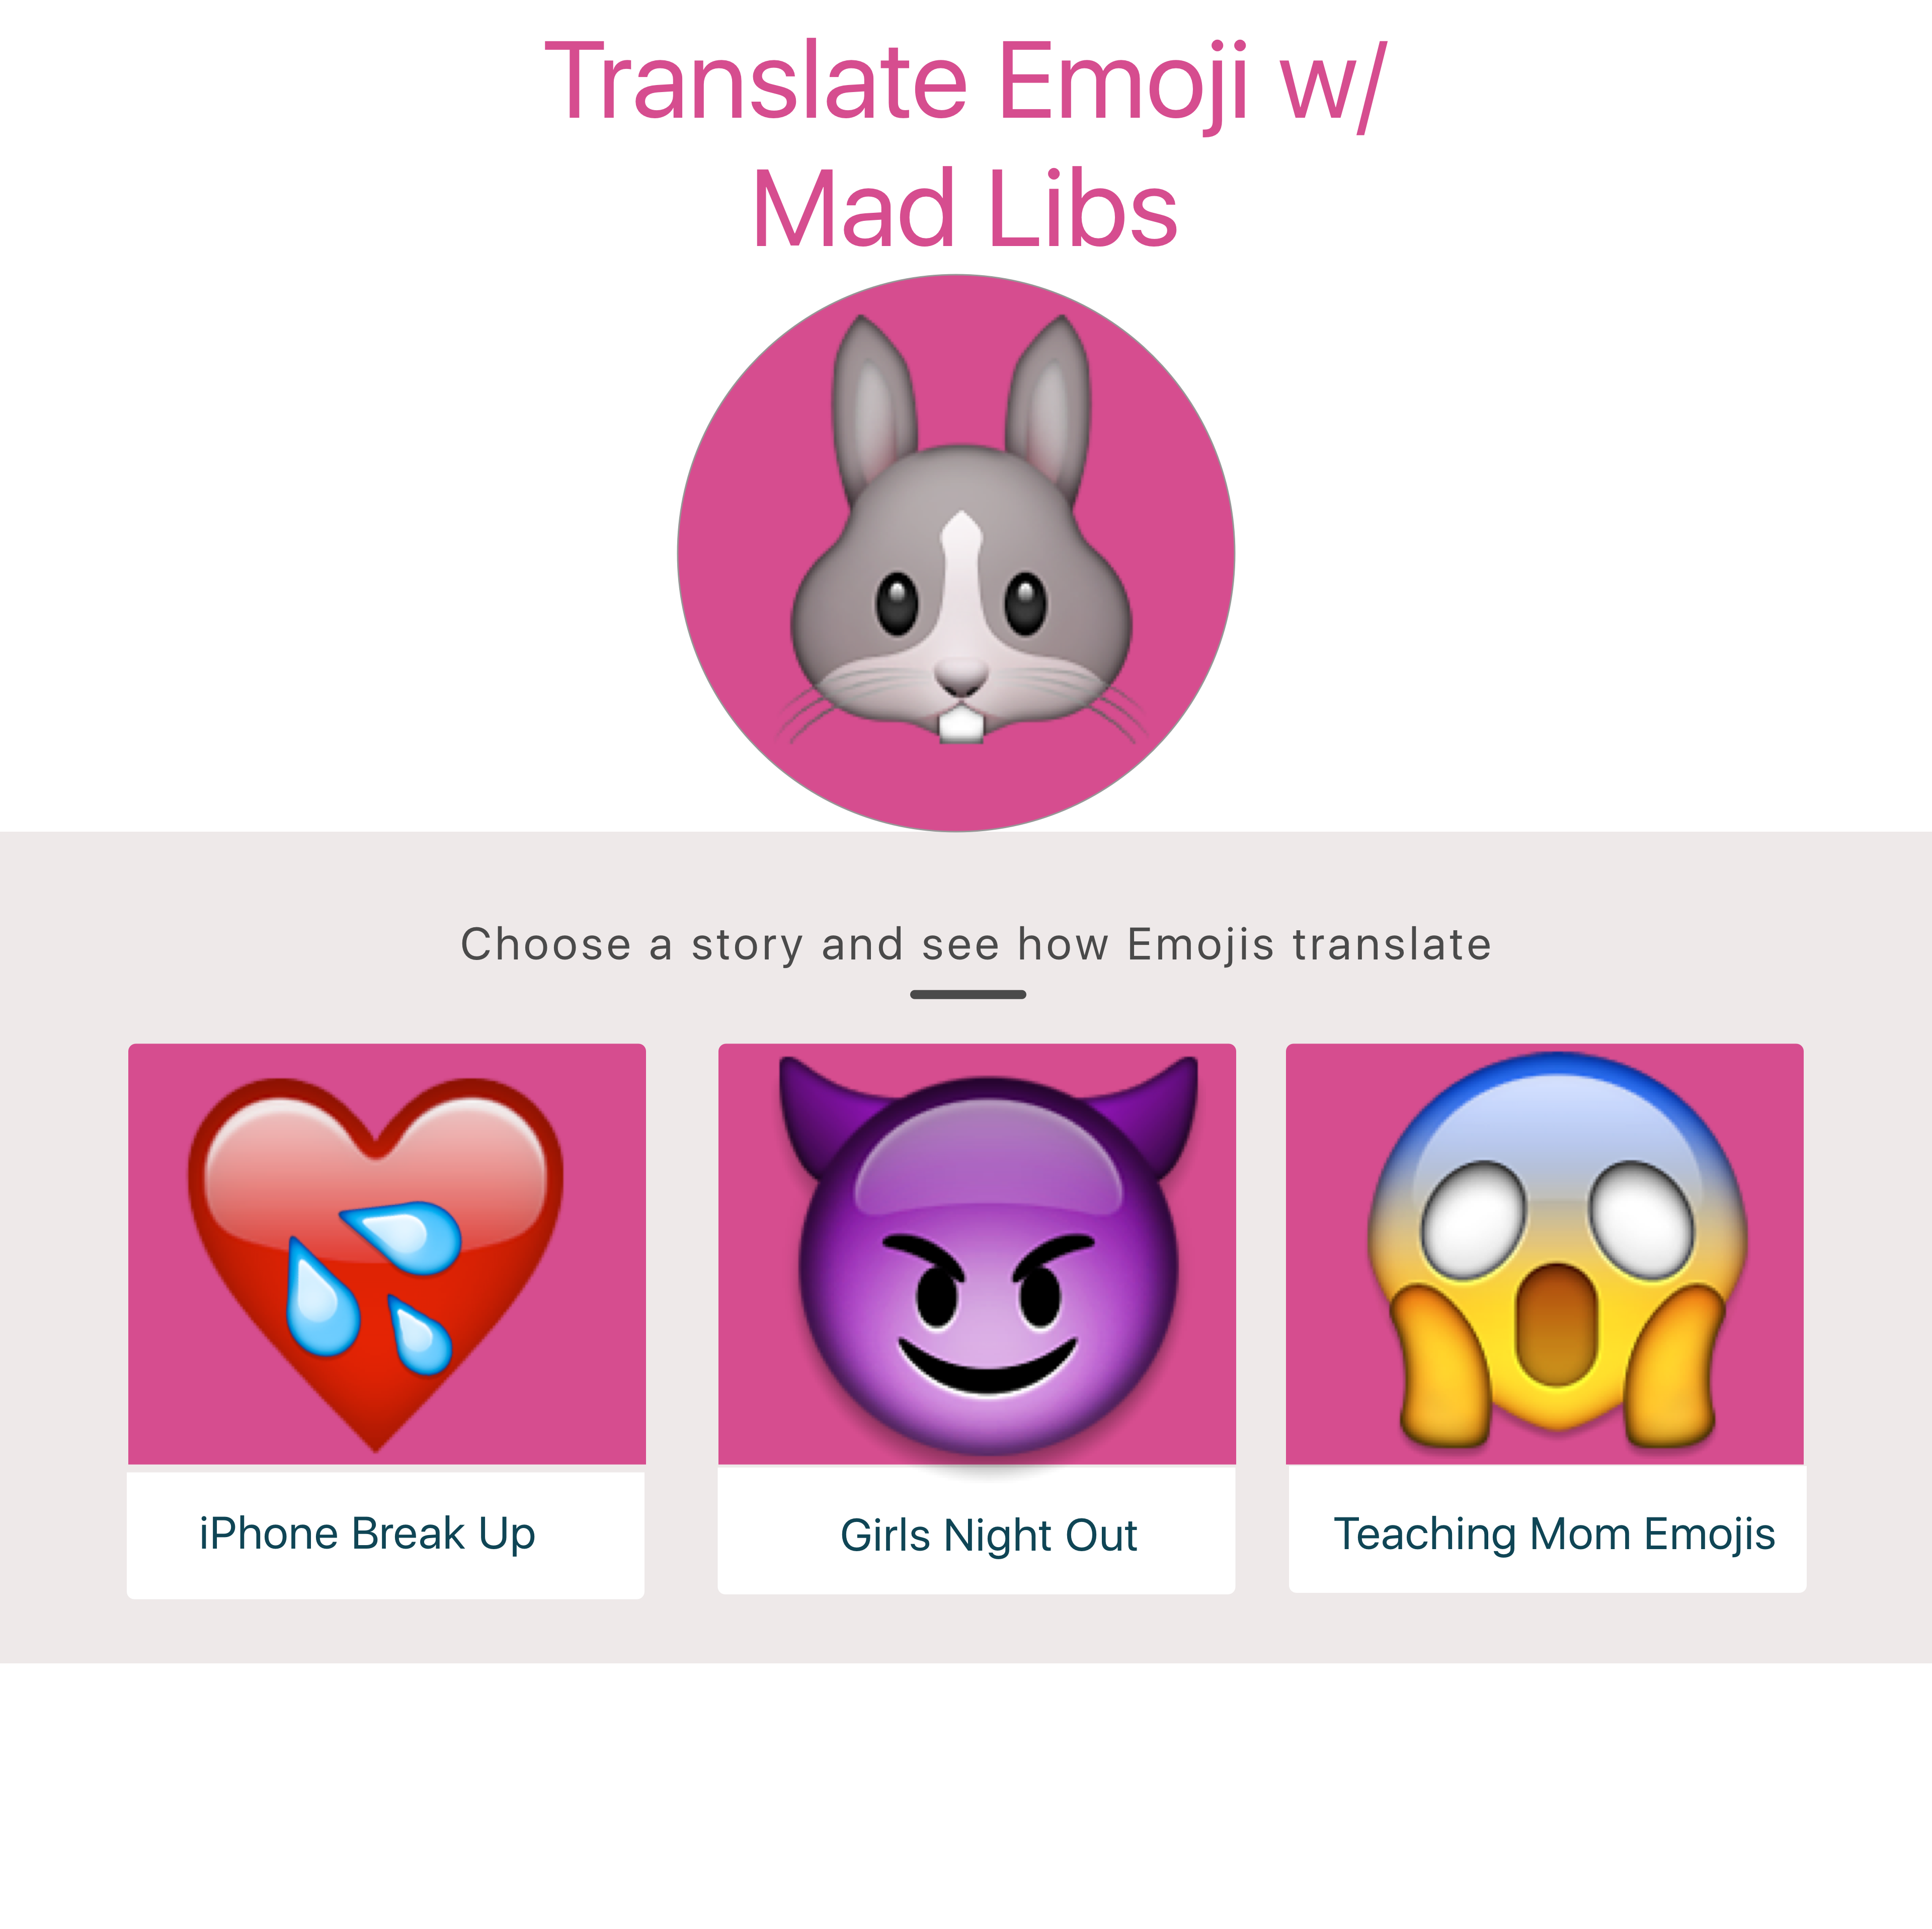 Translate Emoji w/
Mad Libs
Choose a story and see how Emojis translate
iPhone Break Up
Girls Night Out
Teaching Mom Emojis